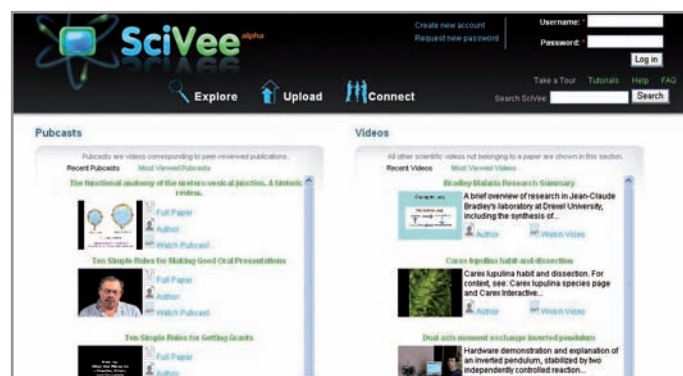 SciVee alpha
Create new account
Request new password
Username: *
Password: *
Log in
Take a Tour Tutorials Help FAQ
Explore Upload Connect
Search SciVee: Search
Pubcasts
Pubcasts are videos corresponding to peer-reviewed publications.
Recent Pubcasts Most Viewed Pubcasts
The functional anatomy of the uretero-vesical junction. A historic
review.
Full Paper
Author
Watch Pubcast
Ten Simple Rules for Making Good Oral Presentations
Full Paper
Author
Watch Pubcast
Ten Simple Rules for Getting Grants
Full Paper
Author
Videos
All other scientific videos not belonging to a paper are shown in this section.
Recent Videos Most Viewed Videos
Bradley Malaria Research Summary
A brief overview of research in Jean-Claude
Bradley's laboratory at Drexel University,
including the synthesis of...
Author Watch Video
Carex lupulina habit and dissection
Carex lupulina habit and dissection. For
context, see: Carex lupulina species page
and Carex Interactive...
Author Watch Video
Dual axis moment exchange inverted pendulum
Hardware demonstration and explanation of
an inverted pendulum, stabilized by two
independently controlled reaction...